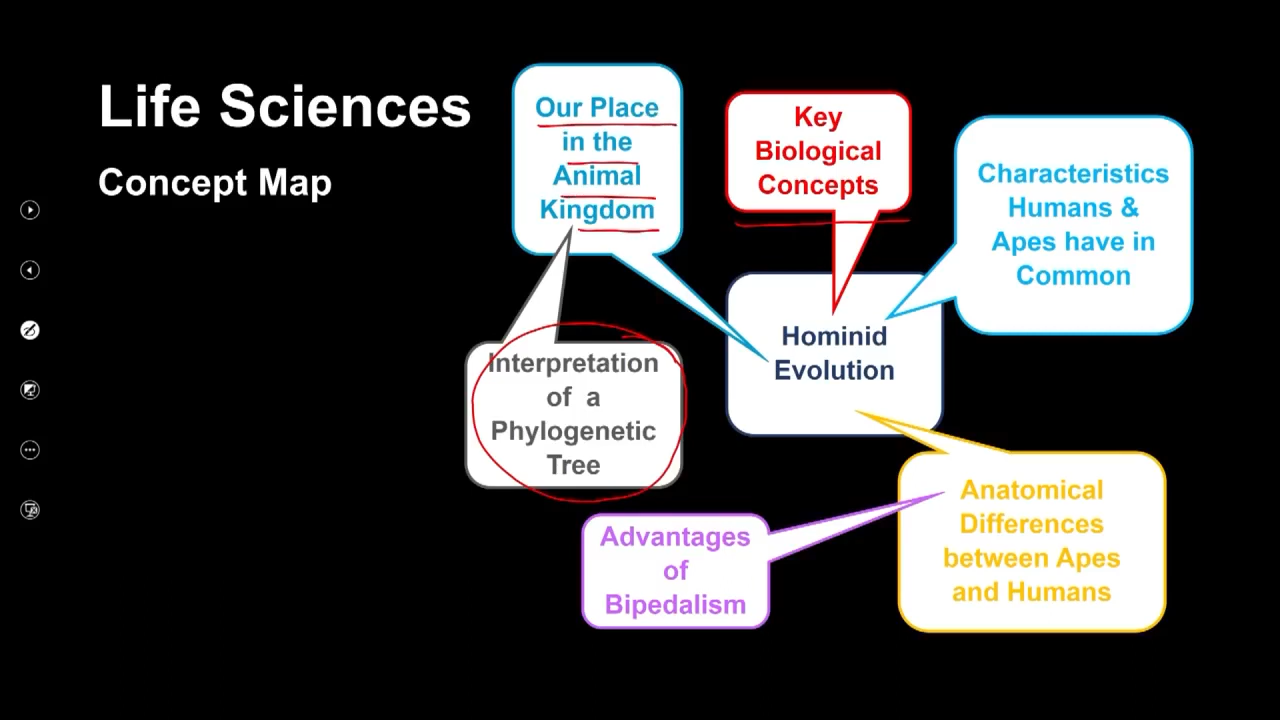 Life Sciences
Concept Map
Our Place
in the
Animal
Kingdom
Key
Biological
Concepts
Characteristics
Humans &
Apes have in
Common
Hominid
Evolution
Interpretation
of a
Phylogenetic
Tree
Anatomical
Differences
between Apes
and Humans
Advantages
of
Bipedalism